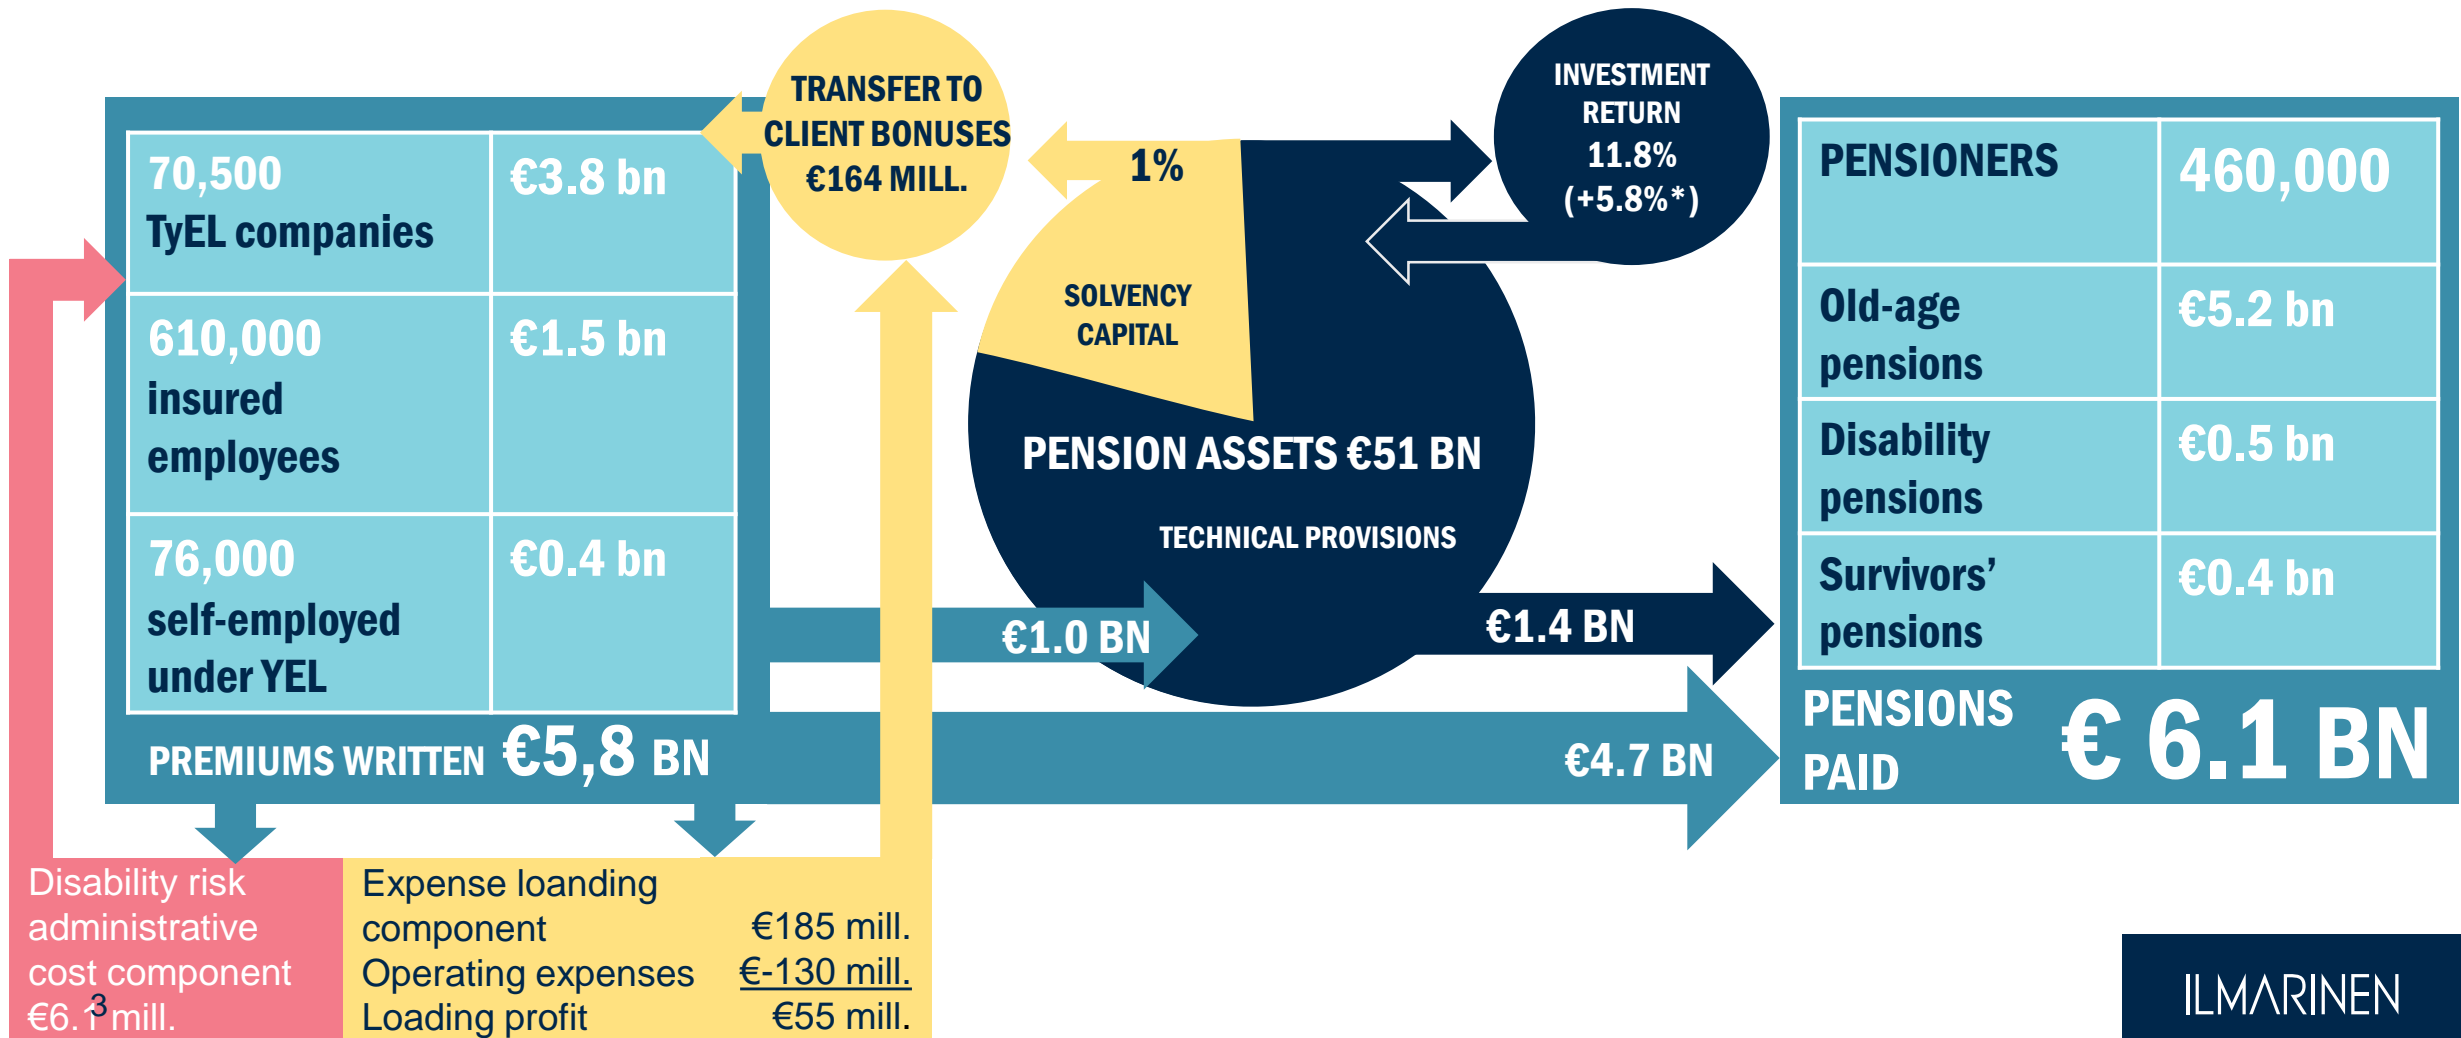 70,500
TyEL companies
€3.8 bn
610,000
insured
employees
€1.5 bn
76,000
self-employed
under YEL
€0.4 bn
PREMIUMS WRITTEN €5,8 BN
TRANSFER TO
CLIENT BONUSES
€164 MILL.
1%
SOLVENCY
CAPITAL
PENSION ASSETS €51 BN
TECHNICAL PROVISIONS
INVESTMENT
RETURN
11.8%
(+5.8%*)
€1.0 BN
€1.4 BN
€4.7 BN
PENSIONERS
460,000
Old-age
pensions
€5.2 bn
Disability
pensions
€0.5 bn
Survivors’
pensions
€0.4 bn
PENSIONS
PAID
€ 6.1 BN
Disability risk
administrative
cost component
€6.1 mill.
3
Expense loanding
component €185 mill.
Operating expenses €-130 mill.
Loading profit €55 mill.
ILMARINEN